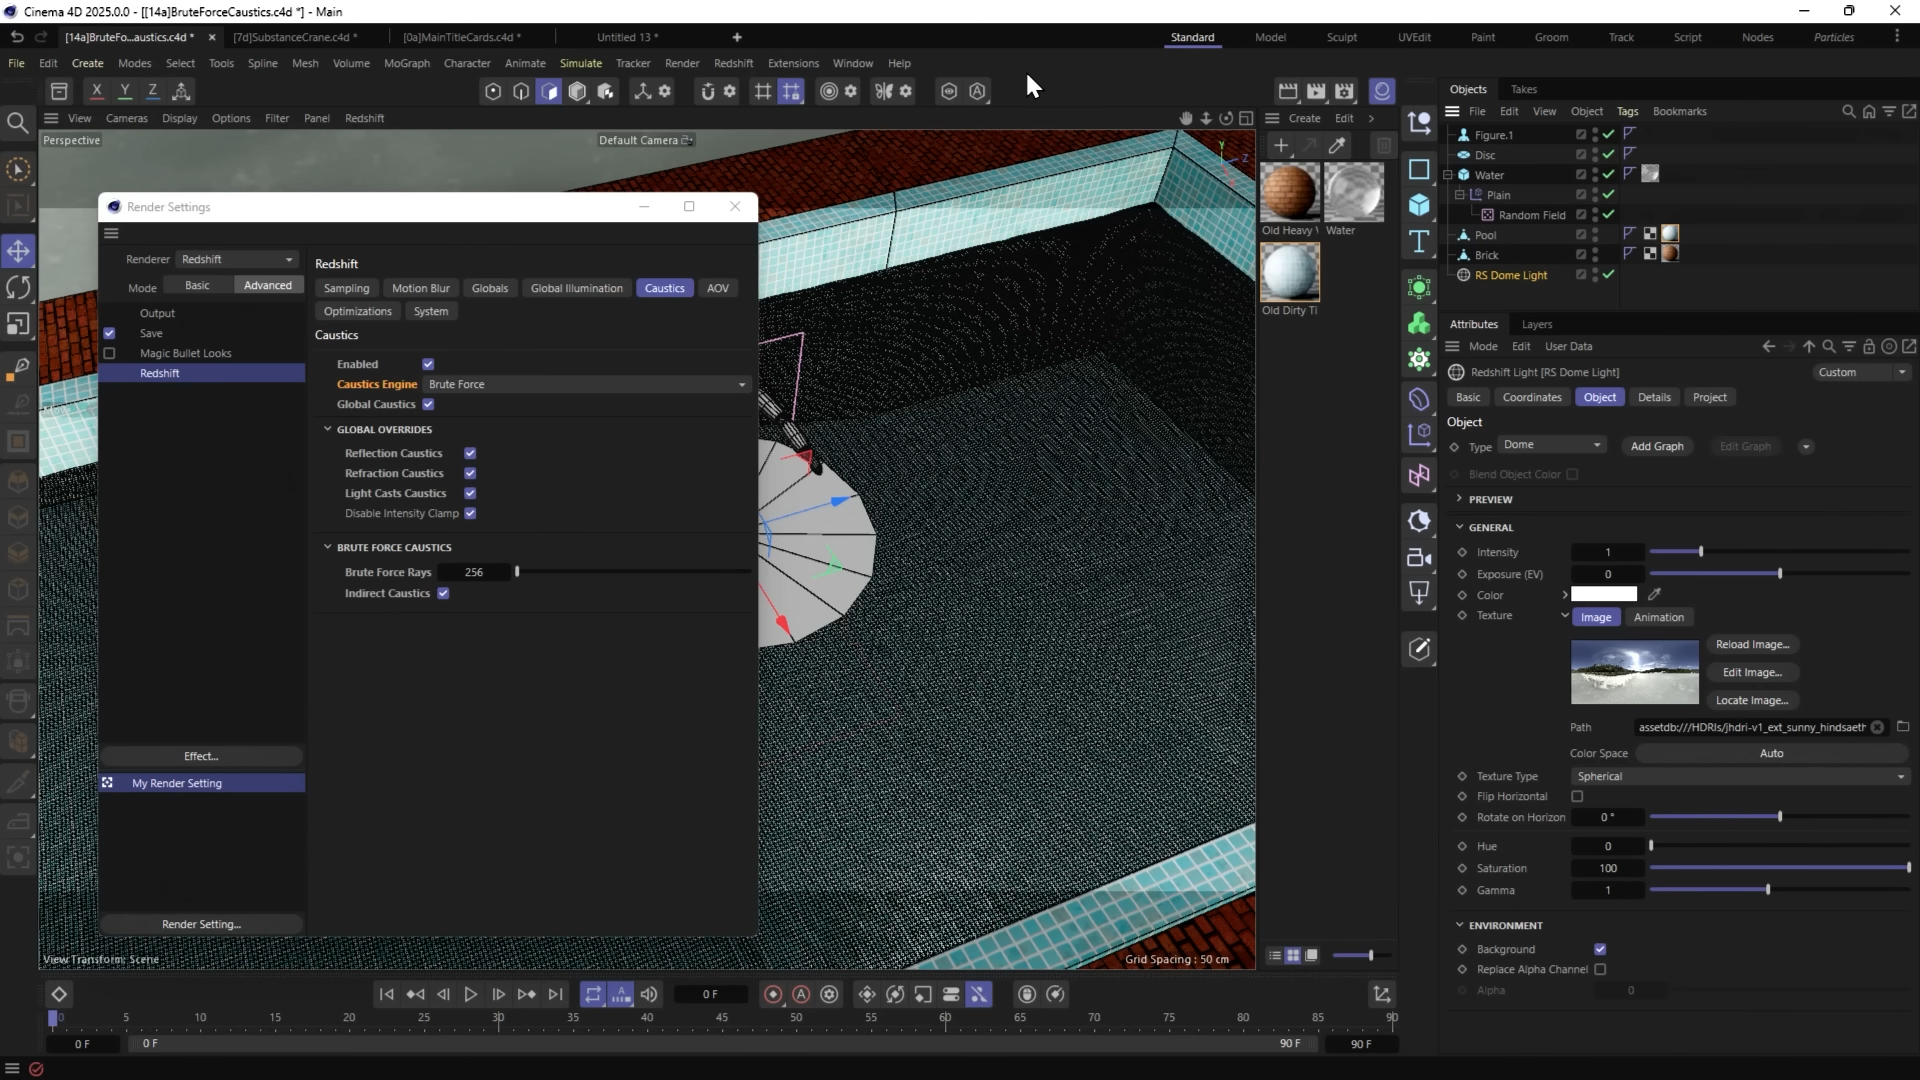 Cinema 4D 2025.0.0 - [[14a]BruteForceCaustics.c4d *] - Main
[14a]BruteFo...austics.c4d * [7d]SubstanceCrane.c4d * [0a]MainTitleCards.c4d * Untitled 13 * Standard Model Sculpt UVEdit Paint Groom Track Script Nodes Particles
File Edit Create Modes Select Tools Spline Mesh Volume MoGraph Character Animate Simulate Tracker Render Redshift Extensions Window Help
X Y Z
View Cameras Display Options Filter Panel Redshift
Perspective
Default Camera
Y
Z
Render Settings
Renderer Redshift
Mode Basic Advanced
Output
Save
Magic Bullet Looks
Redshift
Effect...
My Render Setting
Render Setting...
Redshift
Sampling Motion Blur Globals Global Illumination Caustics AOV
Optimizations System
Caustics
Enabled
Caustics Engine Brute Force
Global Caustics
GLOBAL OVERRIDES
Reflection Caustics
Refraction Caustics
Light Casts Caustics
Disable Intensity Clamp
BRUTE FORCE CAUSTICS
Brute Force Rays 256
Indirect Caustics
View Transform: Scene
Grid Spacing : 50 cm
Create Edit
Old Heavy Water
Old Dirty Ti
Objects Takes
File Edit View Object Tags Bookmarks
Figure.1
Disc
Water
Plain
Random Field
Pool
Brick
RS Dome Light
Attributes Layers
Mode Edit User Data
Redshift Light [RS Dome Light] Custom
Basic Coordinates Object Details Project
Object
Type Dome Add Graph Edit Graph
Blend Object Color
PREVIEW
GENERAL
Intensity 1
Exposure (EV) 0
Color
Texture Image Animation
Reload Image...
Edit Image...
Locate Image...
Path assetdb:///HDRIs/jhdri-v1_ext_sunny_hindsaeth
Color Space Auto
Texture Type Spherical
Flip Horizontal
Rotate on Horizon 0 °
Hue 0
Saturation 100
Gamma 1
ENVIRONMENT
Background
Replace Alpha Channel
Alpha 0
0 F
0 5 10 15 20 25 30 35 40 45 50 55 60 65 70 75 80 85 90
0 F 0 F 90 F 90 F